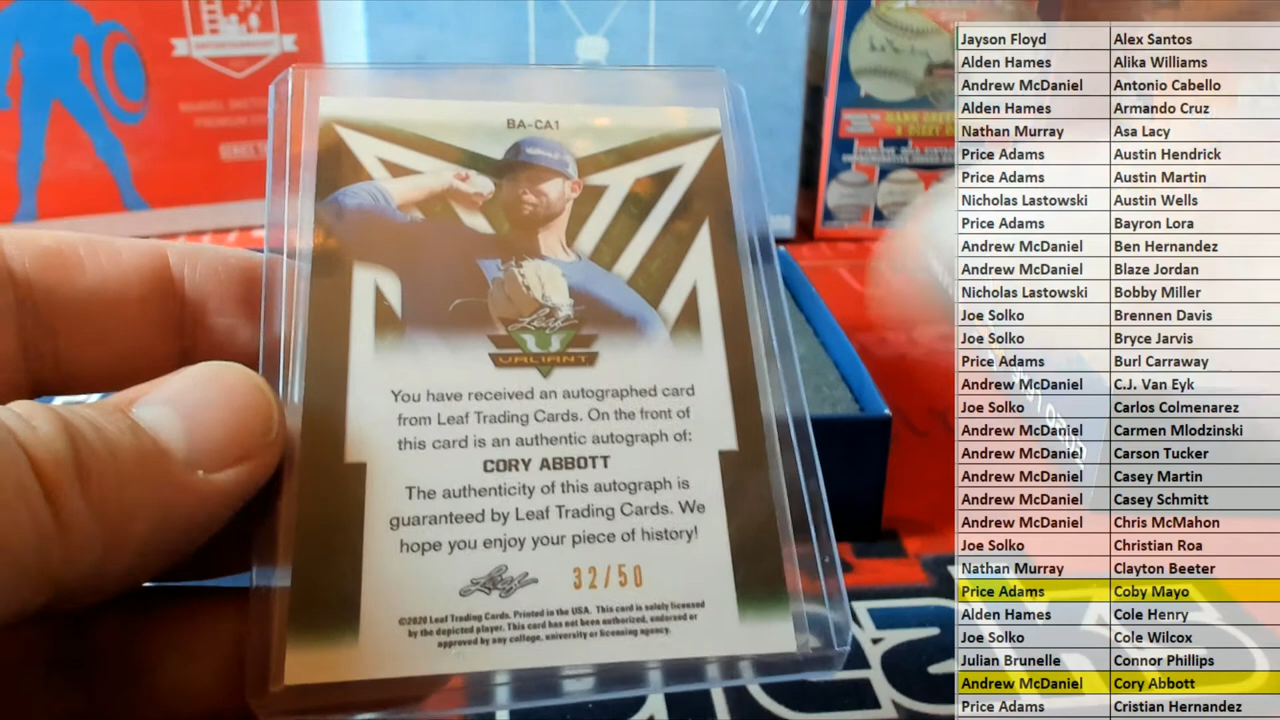 BA-CA1
Leaf
VALIANT
You have received an autographed card
from Leaf Trading Cards. On the front of
this card is an authentic autograph of:
CORY ABBOTT
The authenticity of this autograph is
guaranteed by Leaf Trading Cards. We
hope you enjoy your piece of history!
Leaf 32/50
©2020 Leaf Trading Cards. Printed in the USA. This card is solely licensed
by the depicted player. This card has not been authorized, endorsed or
approved by any college, university or licensing agency.
Jayson Floyd Alex Santos
Alden Hames Alika Williams
Andrew McDaniel Antonio Cabello
Alden Hames Armando Cruz
Nathan Murray Asa Lacy
Price Adams Austin Hendrick
Price Adams Austin Martin
Nicholas Lastowski Austin Wells
Price Adams Bayron Lora
Andrew McDaniel Ben Hernandez
Andrew McDaniel Blaze Jordan
Nicholas Lastowski Bobby Miller
Joe Solko Brennen Davis
Joe Solko Bryce Jarvis
Price Adams Burl Carraway
Andrew McDaniel C.J. Van Eyk
Joe Solko Carlos Colmenarez
Andrew McDaniel Carmen Mlodzinski
Andrew McDaniel Carson Tucker
Andrew McDaniel Casey Martin
Andrew McDaniel Casey Schmitt
Andrew McDaniel Chris McMahon
Joe Solko Christian Roa
Nathan Murray Clayton Beeter
Price Adams Coby Mayo
Alden Hames Cole Henry
Joe Solko Cole Wilcox
Julian Brunelle Connor Phillips
Andrew McDaniel Cory Abbott
Price Adams Cristian Hernandez